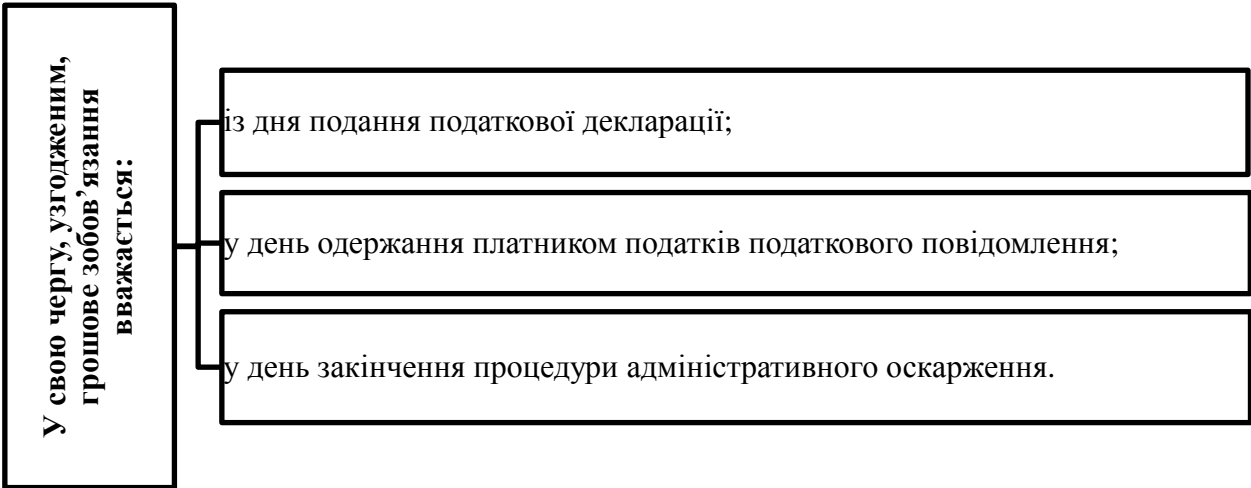 У свою чергу, узгодженим,
грошове зобов’язання
вважається:
із дня подання податкової декларації;
у день одержання платником податків податкового повідомлення;
у день закінчення процедури адміністративного оскарження.